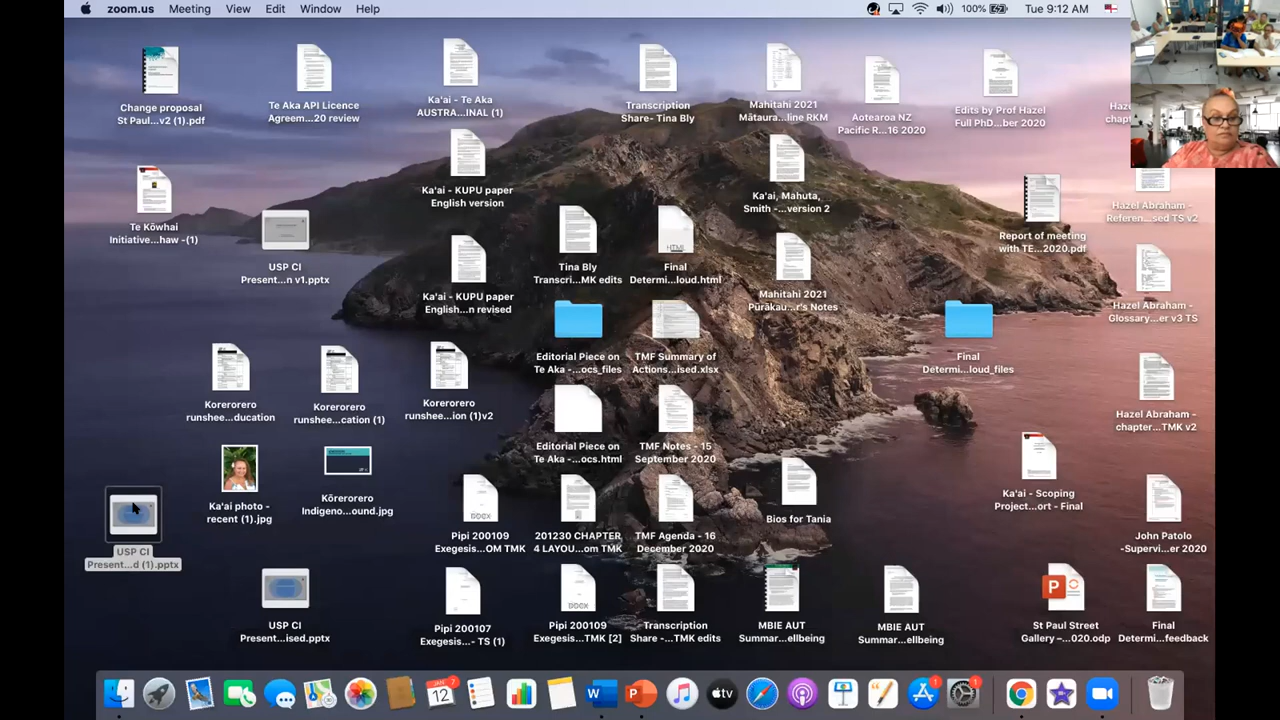 zoom.us Meeting View Edit Window Help
100% Tue 9:12 AM
Change proposal
St Paul...v2 (1).pdf
Te Aka API Licence
Agreem...20 review
Ka'ai - Te Aka
AUSTRA...INAL (1)
Transcription
Share- Tina Bly
Mahitahi 2021
Mātaura...line RKM
Aotearoa NZ
Pacific R...16 2020
Edits by Prof Hazel
Full PhD...ber 2020
Ka'ai - KUPU paper
English version
Ka'ai, Mahuta,
Smith -...version 2
Te Kōwhai
Initiative...haw -(1)
USP CI
Present...s v1.pptx
Ka'ai - KUPU paper
Engl...n revised
Tina Bly
Transcri...MK edits
HTML
Final
Determi...loud.html
Mahitahi 2021
Pūrākau...r's Notes
Report of meeting
with TE...2020.pdf
Hazel Abraham -
Referen...sed TS v2
Hazel Abraham -
Glossary...er v3 TS
Editorial Piece on
Te Aka -...ocs_files
TMF Summary of
Actions...ised.xlsx
Final
Determi...loud_files
Korerorero
runshee...ducation
Korerorero
runshee...cation (1)
Korerorero
runshee...ion (1)v2
Editorial Piece on
Te Aka -...ocs.html
TMF Notes - 15
September 2020
Hazel Abraham -
chapter...TMK v2
Ka'ai photo -
recent (1).jpg
Kōrerorero
Indigeno...ound.jpg
DOCX
Pipi 200109
Exegesis...OM TMK
201230 CHAPTER
4 LAYOU...om TMK
TMF Agenda - 16
December 2020
Bios for Tania
Ka'ai - Scoping
Project...ort - Final
John Patolo
-Supervi...er 2020
USP CI
Present...d (1).pptx
USP CI
Present...ised.pptx
Pipi 200107
Exegesis...- TS (1)
DOCX
Pipi 200109
Exegesis...TMK [2]
Transcription
Share -...TMK edits
MBIE AUT
Summar...ellbeing
MBIE AUT
Summar...ellbeing
P
St Paul Street
Gallery –...020.odp
Final
Determi...feedback
JAN 7
12
W
P
tv
1
1